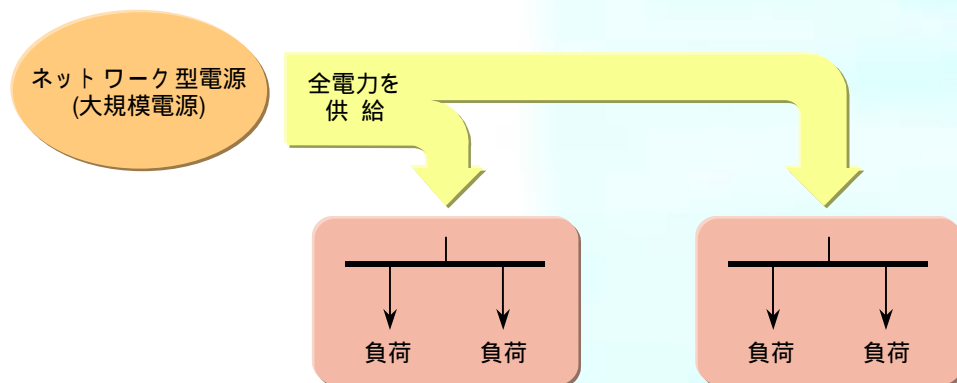 ネットワーク型電源
(大規模電源)
全電力を
供 給
負荷
負荷
負荷
負荷